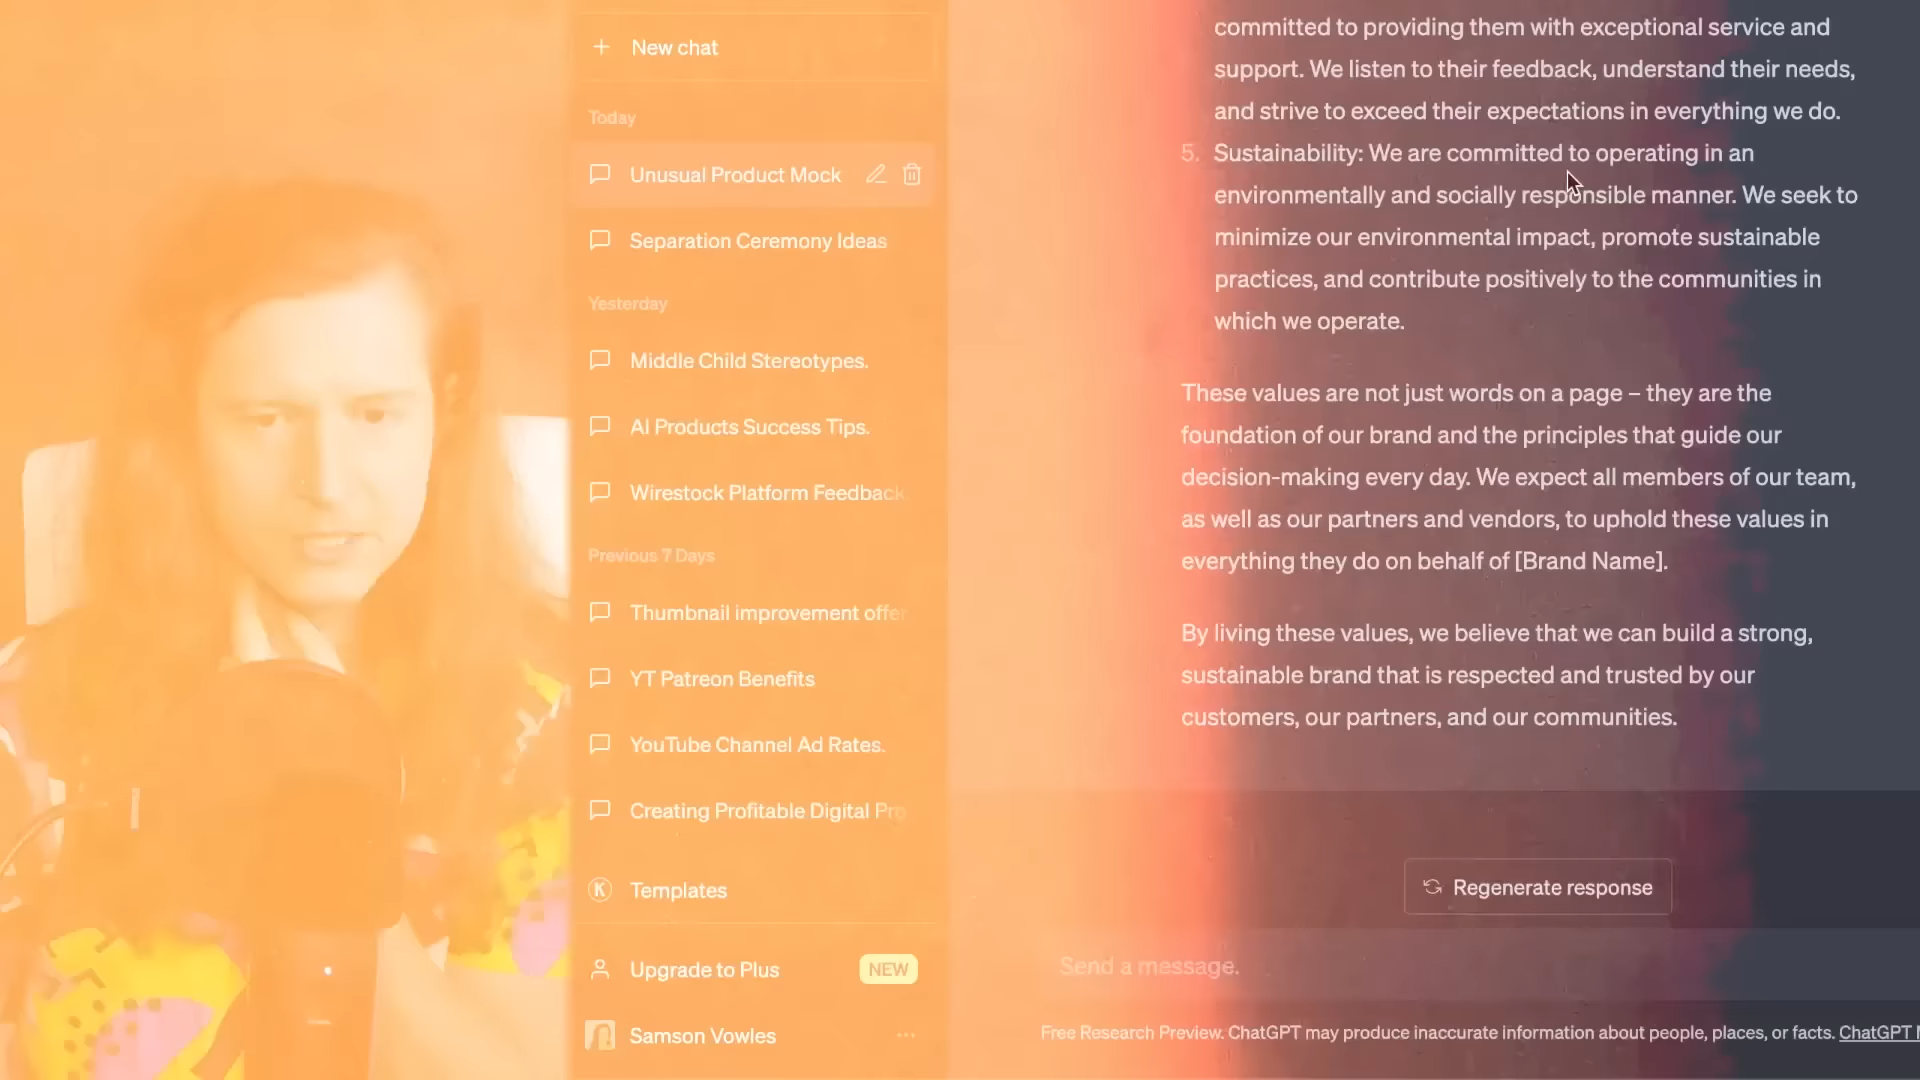 New chat
Today
Unusual Product Mock
Separation Ceremony Ideas
Yesterday
Middle Child Stereotypes.
AI Products Success Tips.
Wirestock Platform Feedback.
Previous 7 Days
Thumbnail improvement offer
YT Patreon Benefits
YouTube Channel Ad Rates.
Creating Profitable Digital Pro
K Templates
Upgrade to Plus NEW
Samson Vowles
committed to providing them with exceptional service and
support. We listen to their feedback, understand their needs,
and strive to exceed their expectations in everything we do.
5. Sustainability: We are committed to operating in an
environmentally and socially responsible manner. We seek to
minimize our environmental impact, promote sustainable
practices, and contribute positively to the communities in
which we operate.
These values are not just words on a page – they are the
foundation of our brand and the principles that guide our
decision-making every day. We expect all members of our team,
as well as our partners and vendors, to uphold these values in
everything they do on behalf of [Brand Name].
By living these values, we believe that we can build a strong,
sustainable brand that is respected and trusted by our
customers, our partners, and our communities.
Regenerate response
Send a message.
Free Research Preview. ChatGPT may produce inaccurate information about people, places, or facts. ChatGPT